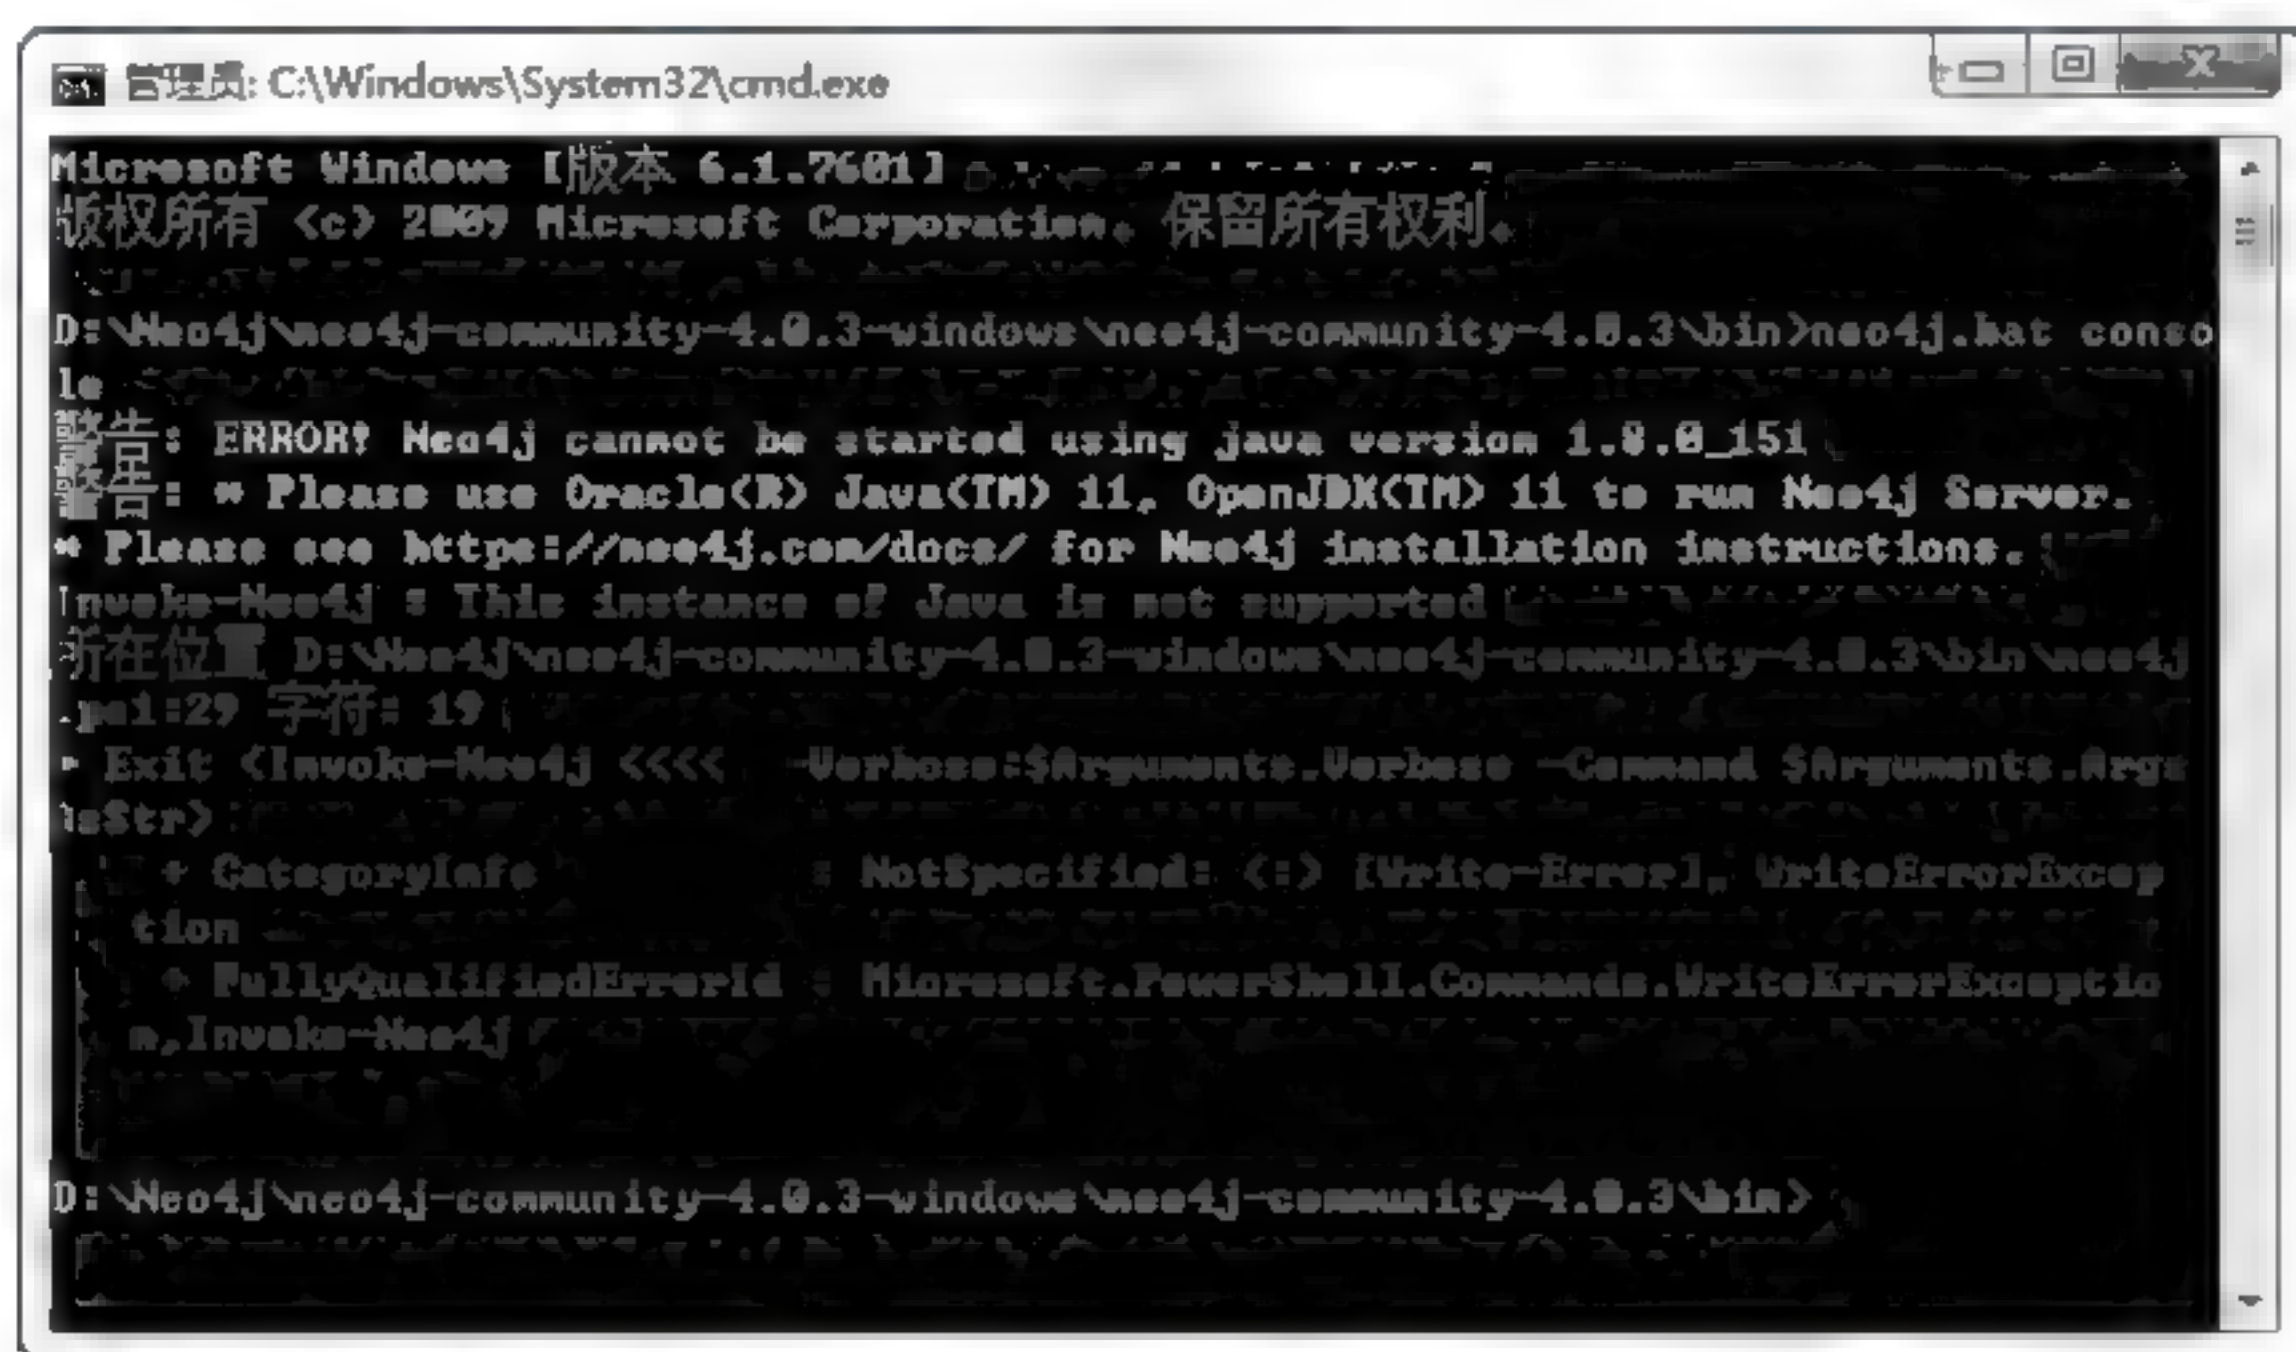 管理员: C:\Windows\System32\cmd.exe
Microsoft Windows [版本 6.1.7601]
版权所有 (c) 2009 Microsoft Corporation。保留所有权利。
D:\Neo4j\neo4j-community-4.0.3-windows\neo4j-community-4.0.3\bin>neo4j.bat conso
le
警告: ERROR! Neo4j cannot be started using java version 1.8.0_151
警告: * Please use Oracle(R) Java(TM) 11, OpenJDK(TM) 11 to run Neo4j Server.
* Please see https://neo4j.com/docs/ for Neo4j installation instructions.
Invoke-Neo4j : This instance of Java is not supported
所在位置 D:\Neo4j\neo4j-community-4.0.3-windows\neo4j-community-4.0.3\bin\neo4j
.ps1:29 字符: 19
+ Exit (Invoke-Neo4j <<<<  -Verbose:$Arguments.Verbose -Command $Arguments.Args
AsStr)
+ CategoryInfo : NotSpecified: (:) [Write-Error], WriteErrorExcep
tion
+ FullyQualifiedErrorId : Microsoft.PowerShell.Commands.WriteErrorExceptio
n,Invoke-Neo4j
D:\Neo4j\neo4j-community-4.0.3-windows\neo4j-community-4.0.3\bin>